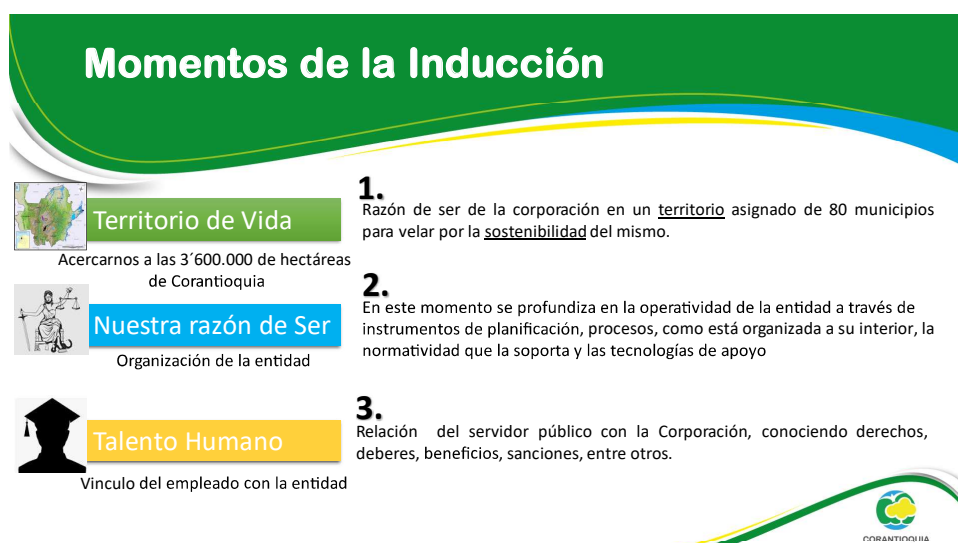 Momentos de la Inducción
Territorio de Vida
Acercarnos a las 3´600.000 de hectáreas
de Corantioquia
1.
Razón de ser de la corporación en un territorio asignado de 80 municipios
para velar por la sostenibilidad del mismo.
Nuestra razón de Ser
Organización de la entidad
2.
En este momento se profundiza en la operatividad de la entidad a través de
instrumentos de planificación, procesos, como está organizada a su interior, la
normatividad que la soporta y las tecnologías de apoyo
Talento Humano
Vinculo del empleado con la entidad
3.
Relación del servidor público con la Corporación, conociendo derechos,
deberes, beneficios, sanciones, entre otros.
CORANTIOQUIA